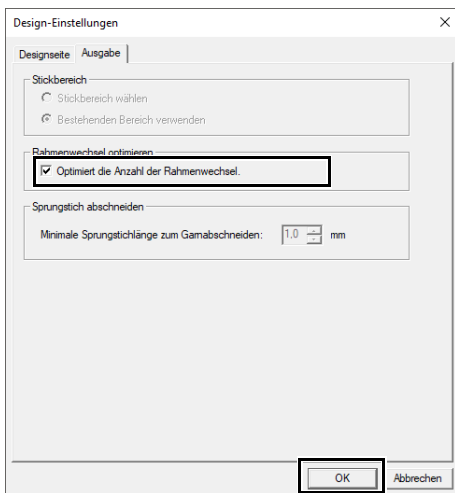 Design-Einstellungen
Designseite Ausgabe
Stickbereich
Stickbereich wählen
Bestehenden Bereich verwenden
Rahmenwechsel optimieren
Optimiert die Anzahl der Rahmenwechsel.
Sprungstich abschneiden
Minimale Sprungstichlänge zum Garnabschneiden: 1,0 mm
OK Abbrechen